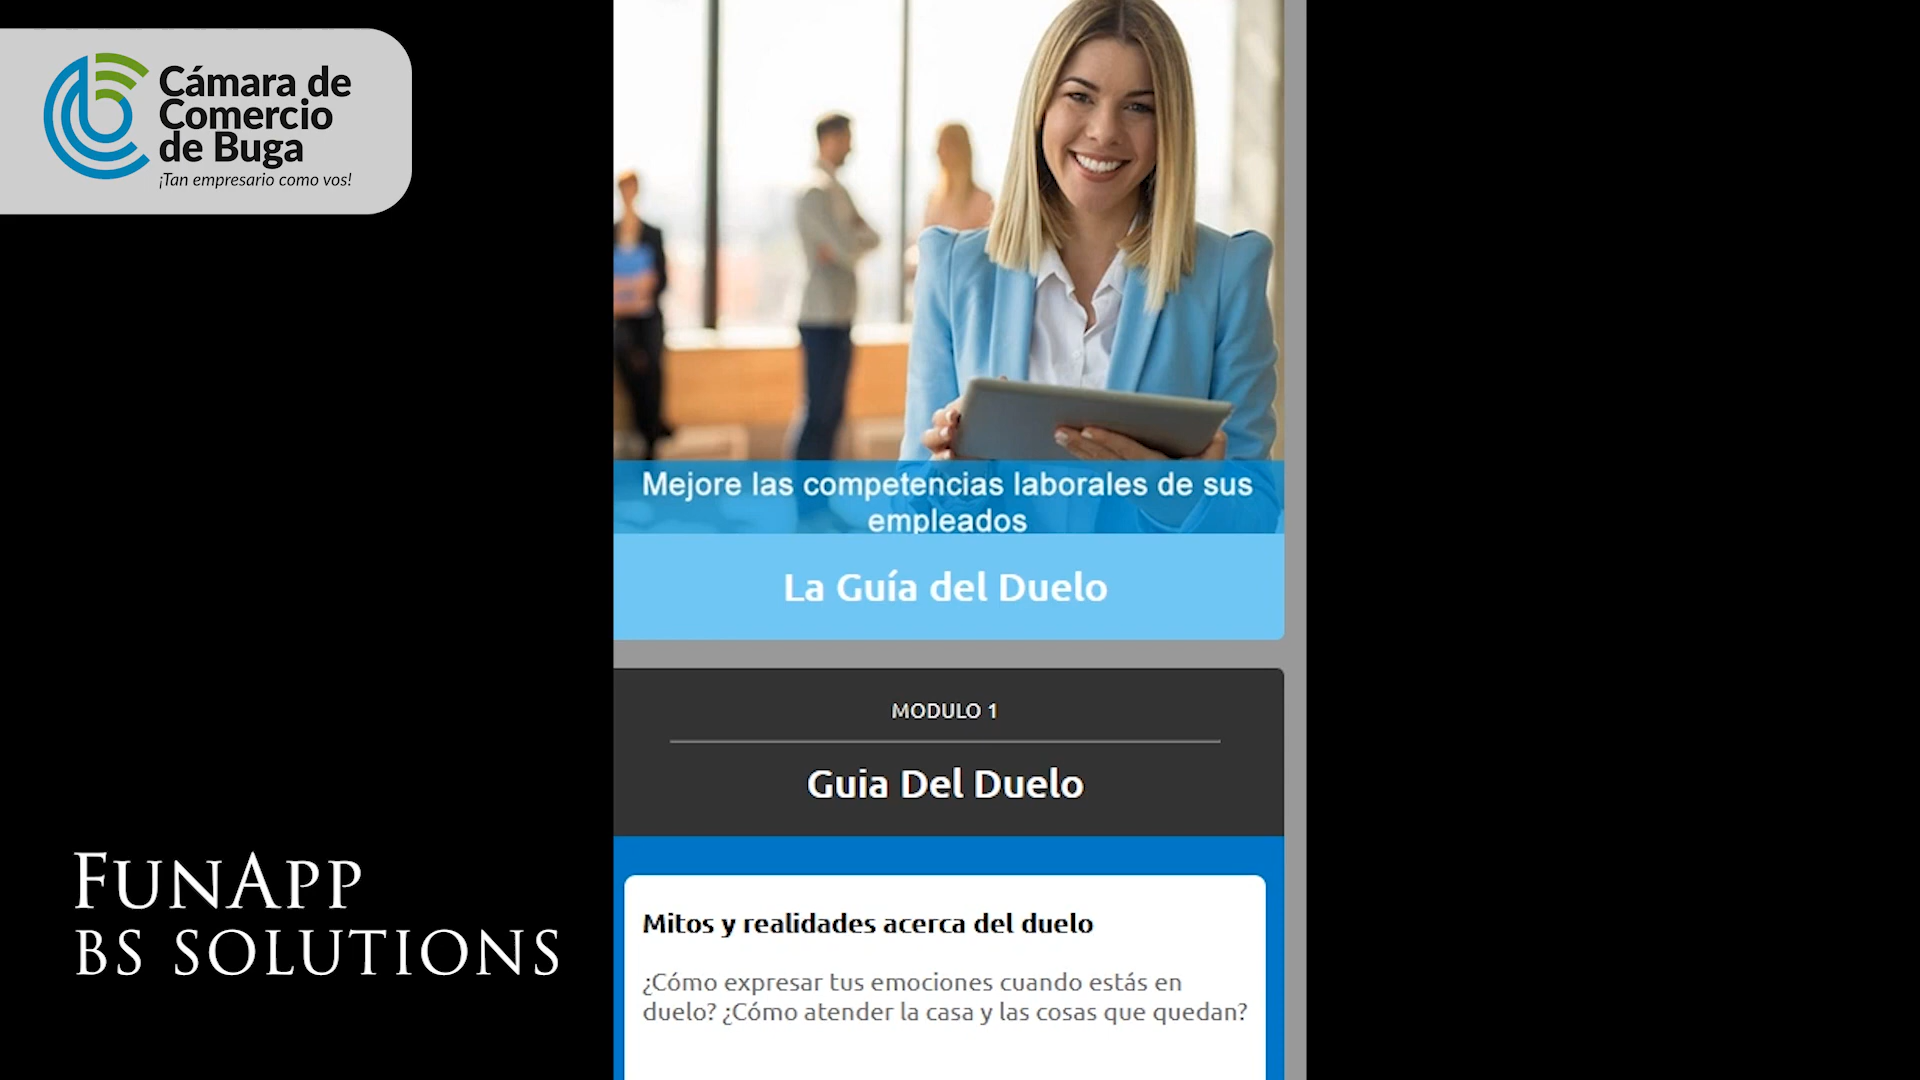 Cámara de
Comercio
de Buga
¡Tan empresario como vos!
Mejore las competencias laborales de sus
empleados
La Guía del Duelo
MODULO 1
Guia Del Duelo
Mitos y realidades acerca del duelo
¿Cómo expresar tus emociones cuando estás en
duelo? ¿Cómo atender la casa y las cosas que quedan?
FUNAPP
BS SOLUTIONS